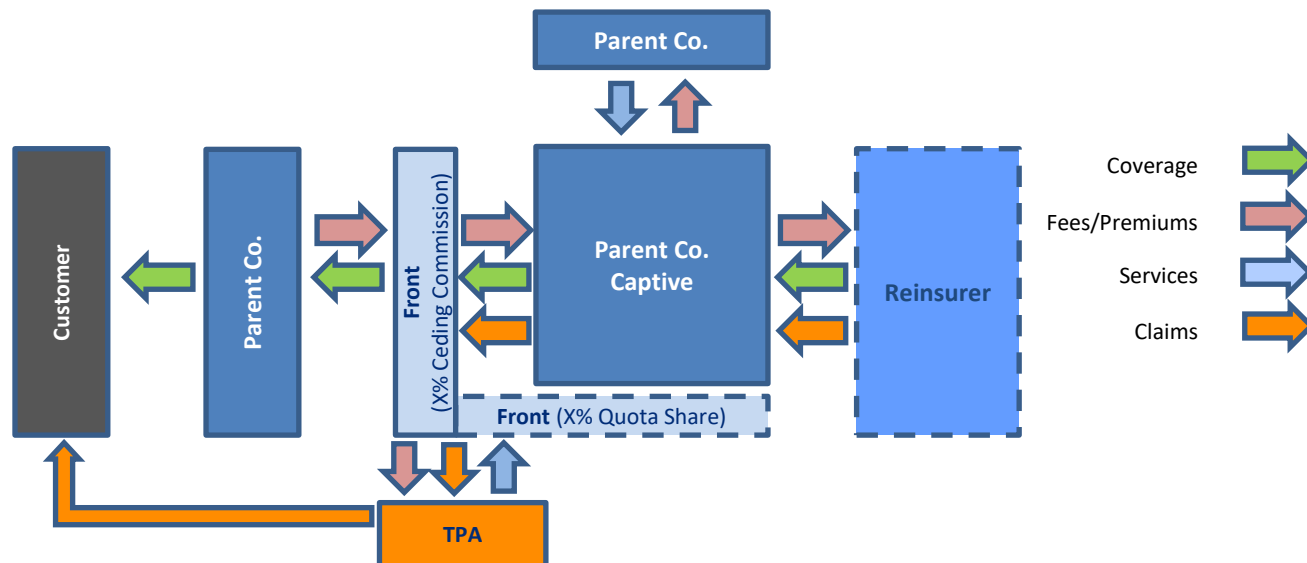 Parent Co.
Customer
Parent Co.
Front
(X% Ceding Commission)
Parent Co.
Captive
Reinsurer
Front (X% Quota Share)
TPA
Coverage
Fees/Premiums
Services
Claims